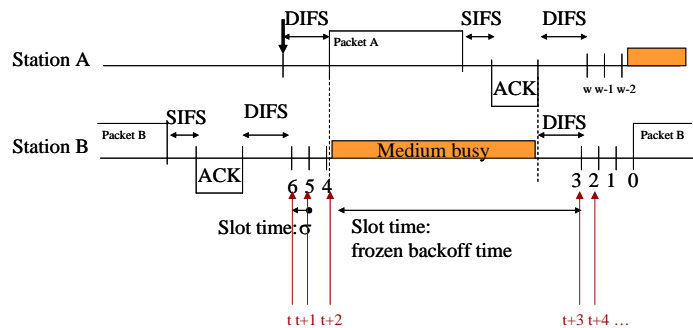 DIFS SIFS DIFS
Packet A
Station A
w w-1 w-2
ACK
SIFS DIFS DIFS
Packet B Packet B
Station B
Medium busy
ACK
6 5 4 3 2 1 0
Slot time: σ Slot time:
frozen backoff time
t t+1 t+2 t+3 t+4 ...